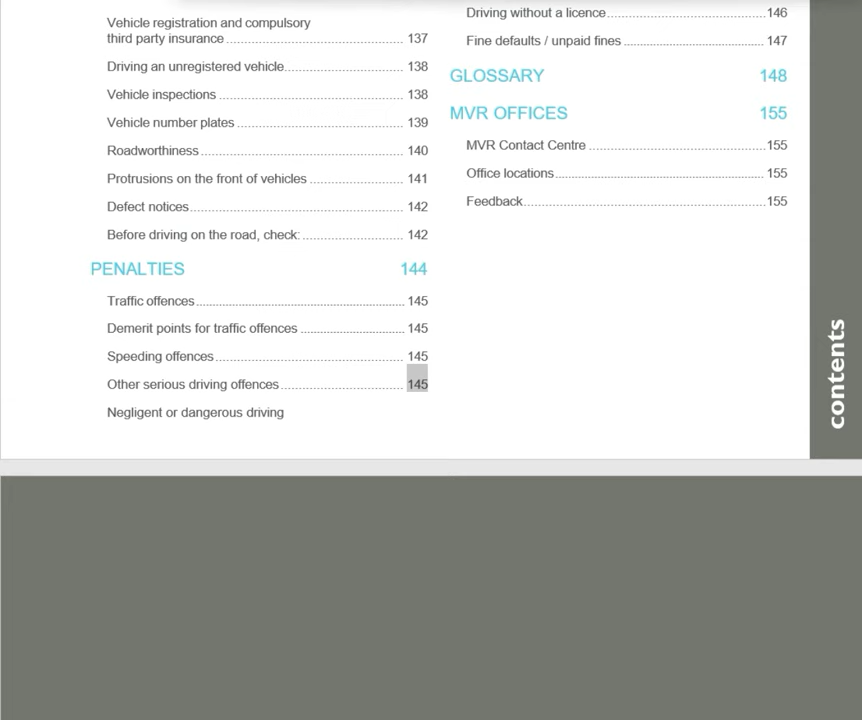 Vehicle registration and compulsory
third party insurance ................................................ 137
Driving an unregistered vehicle................................ 138
Vehicle inspections .................................................. 138
Vehicle number plates ............................................. 139
Roadworthiness ....................................................... 140
Protrusions on the front of vehicles ......................... 141
Defect notices.......................................................... 142
Before driving on the road, check: ........................... 142
PENALTIES 144
Traffic offences ........................................................ 145
Demerit points for traffic offences ............................ 145
Speeding offences ................................................... 145
Other serious driving offences ................................. 145
Negligent or dangerous driving
Driving without a licence .......................................... 146
Fine defaults / unpaid fines ...................................... 147
GLOSSARY 148
MVR OFFICES 155
MVR Contact Centre ............................................... 155
Office locations ........................................................ 155
Feedback................................................................. 155
contents